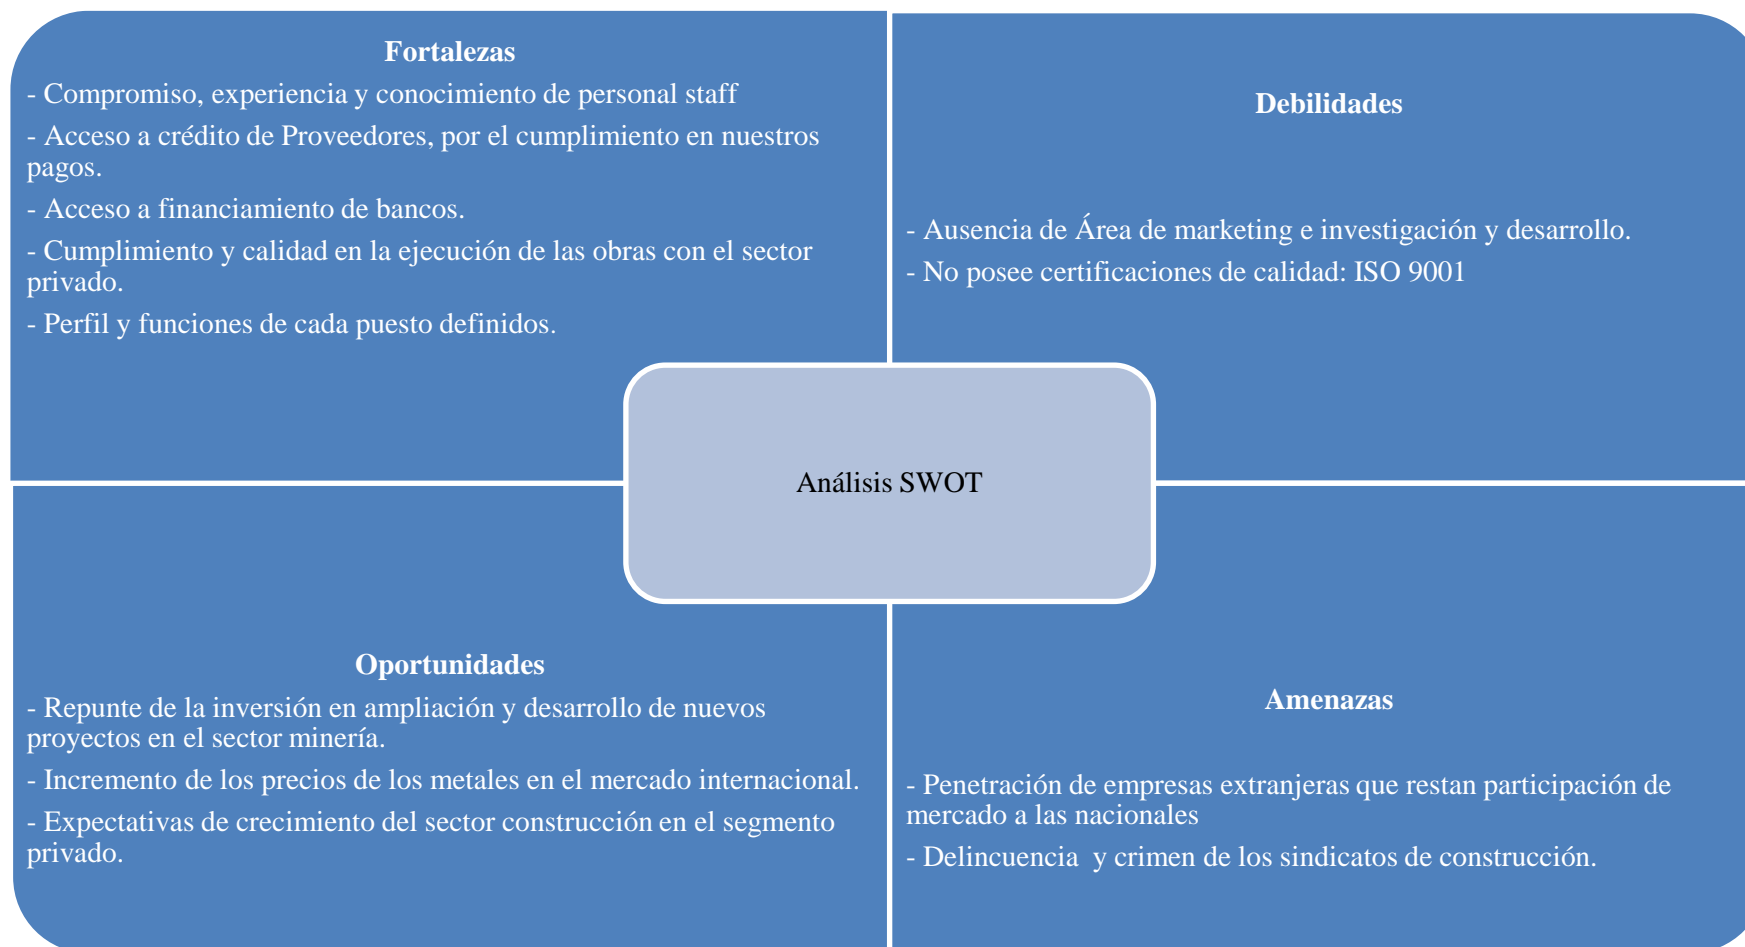 Fortalezas
- Compromiso, experiencia y conocimiento de personal staff
- Acceso a crédito de Proveedores, por el cumplimiento en nuestros
pagos.
- Acceso a financiamiento de bancos.
- Cumplimiento y calidad en la ejecución de las obras con el sector
privado.
- Perfil y funciones de cada puesto definidos.
Debilidades
- Ausencia de Área de marketing e investigación y desarrollo.
- No posee certificaciones de calidad: ISO 9001
Análisis SWOT
Oportunidades
- Repunte de la inversión en ampliación y desarrollo de nuevos
proyectos en el sector minería.
- Incremento de los precios de los metales en el mercado internacional.
- Expectativas de crecimiento del sector construcción en el segmento
privado.
Amenazas
- Penetración de empresas extranjeras que restan participación de
mercado a las nacionales
- Delincuencia  y crimen de los sindicatos de construcción.